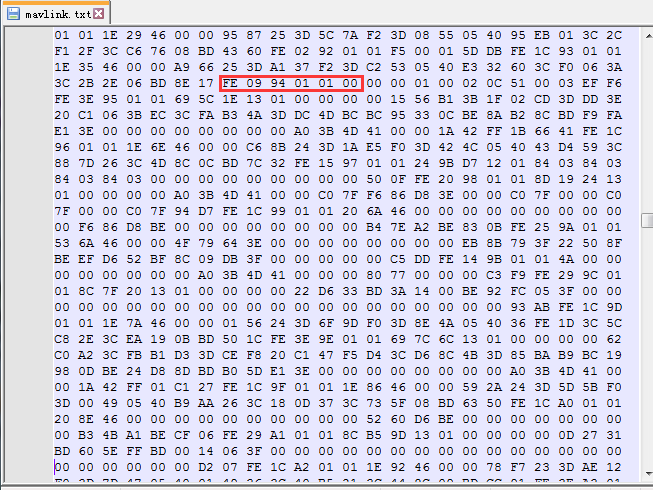 mavlink.txt
01 01 1E 29 46 00 00 95 87 25 3D 5C 7A F2 3D 08 55 05 40 95 EB 01 3C 2C
F1 2F 3C C6 76 08 BD 43 60 FE 02 92 01 01 F5 00 01 5D DB FE 1C 93 01 01
1E 35 46 00 00 A9 66 25 3D A1 37 F2 3D C2 53 05 40 E3 32 60 3C F0 06 3A
3C 2B 2E 06 BD 8E 17 FE 09 94 01 01 00 00 00 01 00 02 0C 51 00 03 EF F6
FE 3E 95 01 01 69 5C 1E 13 01 00 00 00 00 15 56 B1 3B 1F 02 CD 3D DD 3E
20 C1 06 3B EC 3C FA B3 4A 3D DC 4D BC BC 95 33 0C BE 8A B2 8C BD F9 FA
E1 3E 00 00 00 00 00 00 00 A0 3B 4D 41 00 00 1A 42 FF 1B 66 41 FE 1C
96 01 01 1E 6E 46 00 00 C6 8B 24 3D 1A E5 F0 3D 42 4C 05 40 43 D4 59 3C
88 7D 26 3C 4D 8C 0C BD 7C 32 FE 15 97 01 01 24 9B D7 12 01 84 03 84 03
84 03 84 03 00 00 00 00 00 00 00 00 00 50 0F FE 20 98 01 01 8D 19 24 13
01 00 00 00 00 A0 3B 4D 41 00 00 C0 7F F6 86 D8 3E 00 00 C0 7F 00 00 C0
7F 00 00 C0 7F 94 D7 FE 1C 99 01 01 20 6A 46 00 00 00 00 00 00 00 00 00
00 F6 86 D8 BE 00 00 00 00 00 00 00 00 B4 7E A2 BE 83 0B FE 25 9A 01 01
53 6A 46 00 00 4F 79 64 3E 00 00 00 00 00 00 00 00 EB 8B 79 3F 22 50 8F
BE EF D6 52 BF 8C 09 DB 3F 00 00 00 00 00 C5 DD FE 14 9B 01 01 4A 00 00
00 00 00 00 00 A0 3B 4D 41 00 00 00 00 80 77 00 00 00 C3 F9 FE 29 9C 01
01 8C 7F 20 13 01 00 00 00 00 22 D6 33 BD 3A 14 00 BE 92 FC 05 3F 00 00
00 00 00 00 00 00 00 00 00 00 00 00 00 00 00 00 00 00 93 AB FE 1C 9D
01 01 1E 7A 46 00 00 01 56 24 3D 6F 9D F0 3D 8E 4A 05 40 36 FE 1D 3C 5C
C8 2E 3C EA 19 0B BD 50 1C FE 3E 9E 01 01 69 7C 6C 13 01 00 00 00 00 62
C0 A2 3C FB B1 D3 3D CE F8 20 C1 47 F5 D4 3C D6 8C 4B 3D 85 BA B9 BC 19
98 0D BE 24 D8 8D BD B0 5D E1 3E 00 00 00 00 00 00 00 00 A0 3B 4D 41 00
00 1A 42 FF 01 C1 27 FE 1C 9F 01 01 1E 86 46 00 00 59 2A 24 3D 5D 5B F0
3D 00 49 05 40 B9 AA 26 3C 18 0D 37 3C 73 5F 08 BD 63 50 FE 1C A0 01 01
20 8E 46 00 00 00 00 00 00 00 00 00 00 52 60 D6 BE 00 00 00 00 00 00 00
00 B3 4B A1 BE CF 06 FE 29 A1 01 01 8C B5 9D 13 01 00 00 00 00 0D 27 31
BD 60 5E FF BD 00 14 06 3F 00 00 00 00 00 00 00 00 00 00 00 00 00 00 00
00 00 00 00 00 00 D2 07 FE 1C A2 01 01 1E 92 46 00 00 78 F7 23 3D AE 12